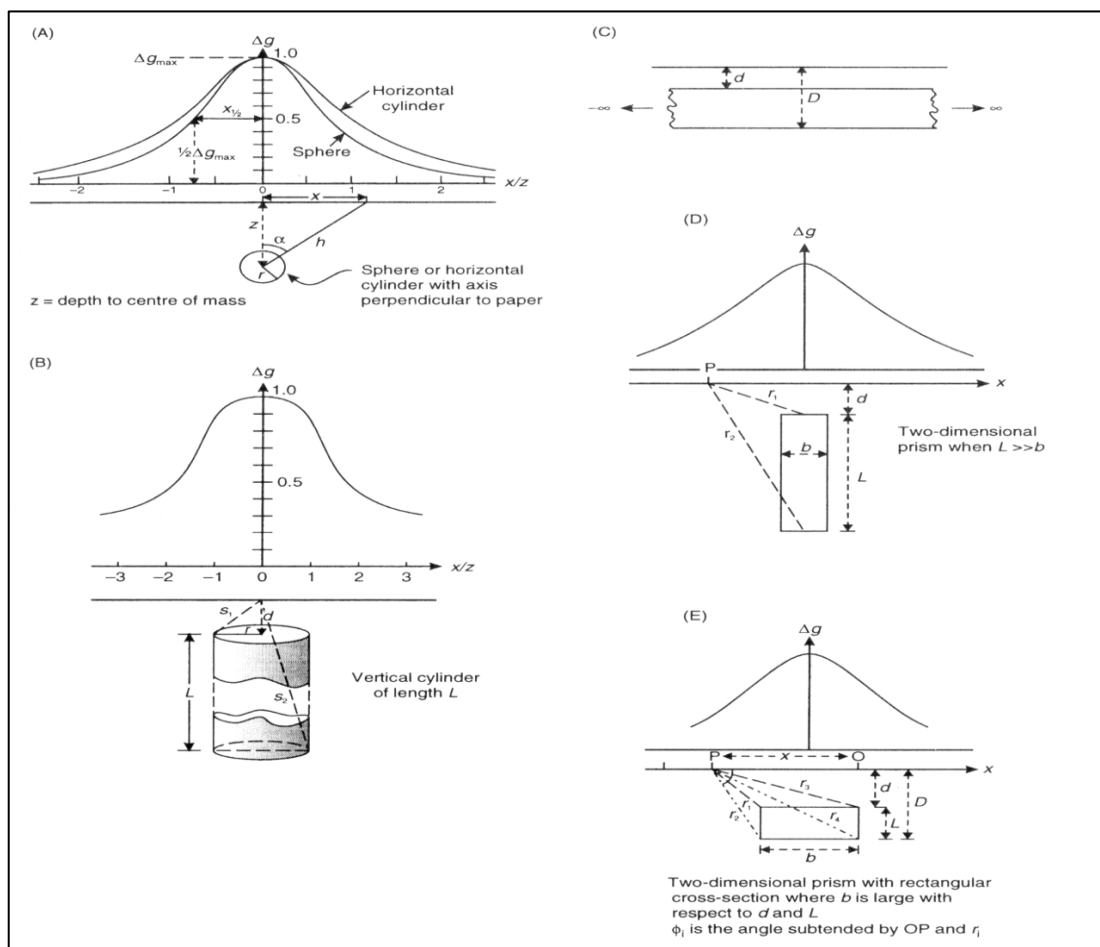 (A)
Δg
Δgmax
1.0
Horizontal
cylinder
x½
0.5
½Δgmax
Sphere
−2 −1 0 1 2 x/z
x
z
α
h
r
Sphere or horizontal
cylinder with axis
perpendicular to paper
z = depth to centre of mass
(B)
Δg
1.0
0.5
−3 −2 −1 0 1 2 3 x/z
s₁
d
r
L
s₂
Vertical cylinder
of length L
(C)
d
D
−∞ ∞
(D)
Δg
P
x
d
r₁
r₂
b
L
Two-dimensional
prism when L >>b
(E)
Δg
P x O
x
r₃
d
D
r₁
r₂
r₄
L
b
Two-dimensional prism with rectangular
cross-section where b is large with
respect to d and L
ϕᵢ is the angle subtended by OP and rᵢ